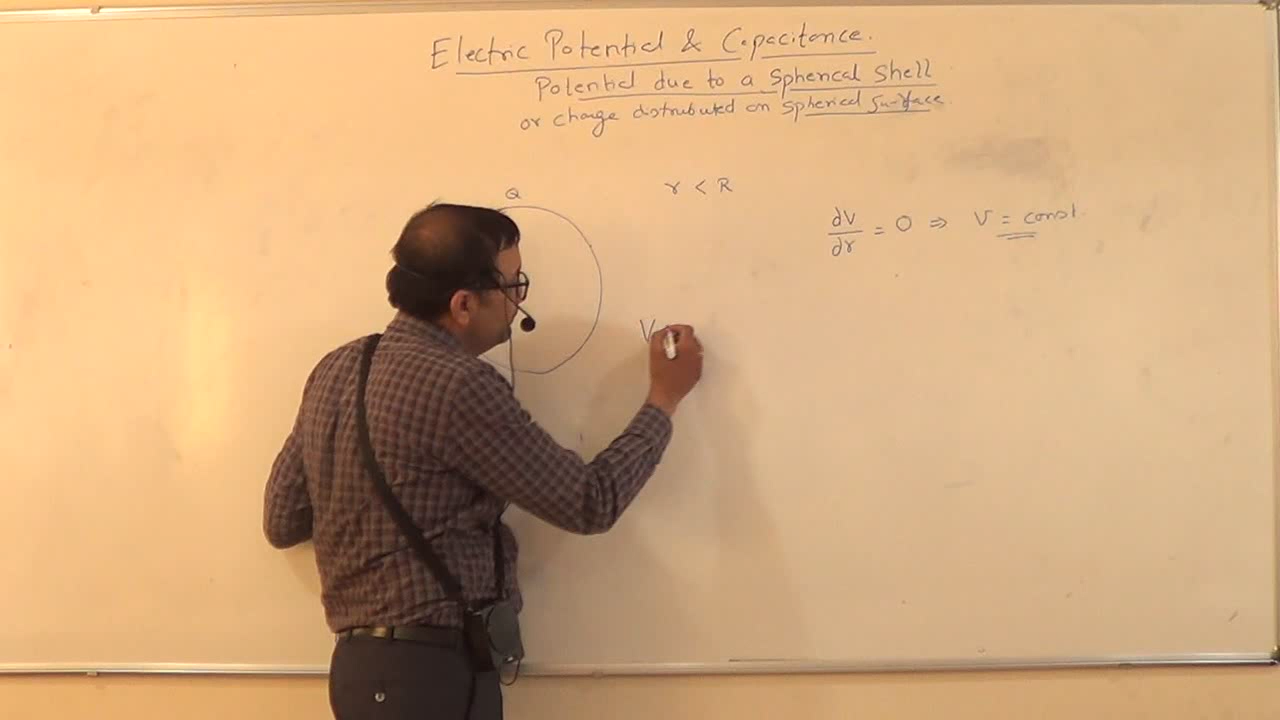 Electric Potential & Capacitance.
Potential due to a Spherical Shell
or charge distributed on spherical surface.
Q
r < R
dV/dr = 0 ⇒ V = const.
V